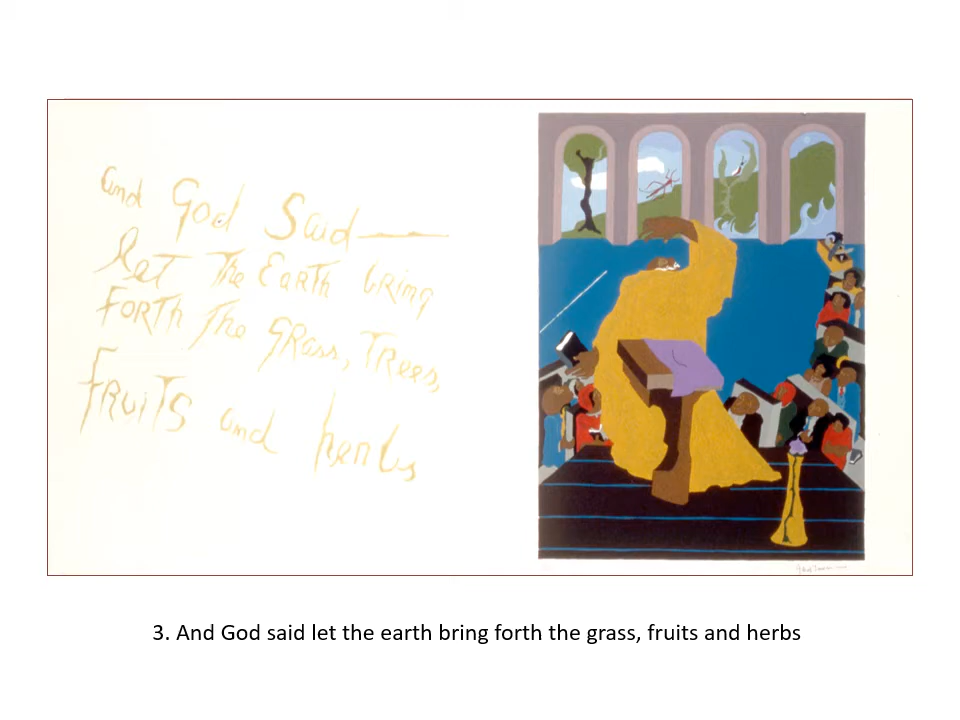 and God Said—
let The Earth bring
FORTH The GRass, TRees,
FRUITS and herbs
3. And God said let the earth bring forth the grass, fruits and herbs